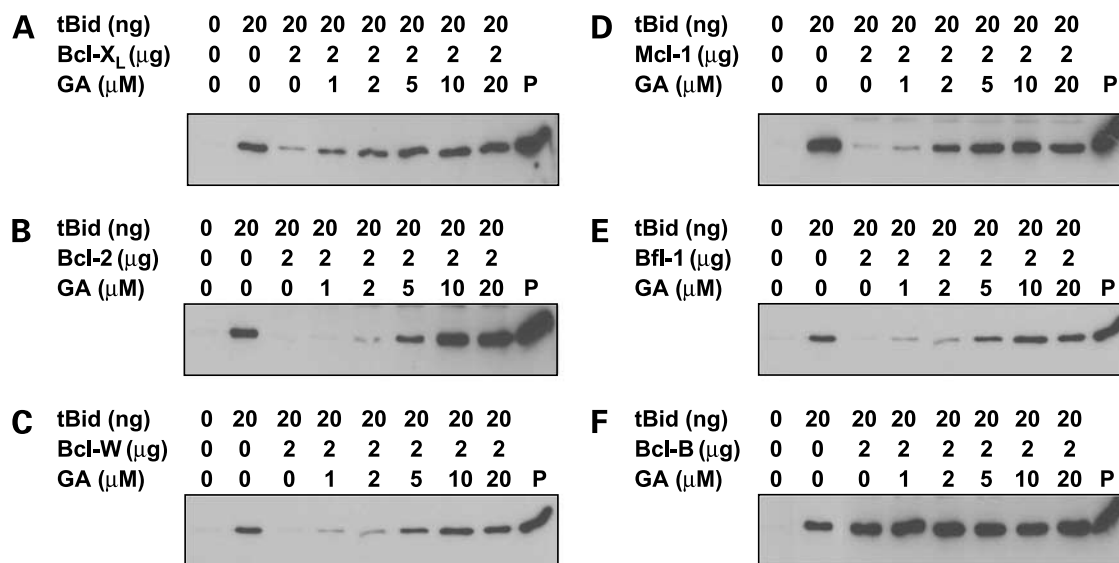 A
tBid (ng) 0 20 20 20 20 20 20 20
Bcl-XL (μg) 0 0 2 2 2 2 2 2
GA (μM) 0 0 0 1 2 5 10 20 P
B
tBid (ng) 0 20 20 20 20 20 20 20
Bcl-2 (μg) 0 0 2 2 2 2 2 2
GA (μM) 0 0 0 1 2 5 10 20 P
C
tBid (ng) 0 20 20 20 20 20 20 20
Bcl-W (μg) 0 0 2 2 2 2 2 2
GA (μM) 0 0 0 1 2 5 10 20 P
D
tBid (ng) 0 20 20 20 20 20 20 20
Mcl-1 (μg) 0 0 2 2 2 2 2 2
GA (μM) 0 0 0 1 2 5 10 20 P
E
tBid (ng) 0 20 20 20 20 20 20 20
Bfl-1 (μg) 0 0 2 2 2 2 2 2
GA (μM) 0 0 0 1 2 5 10 20 P
F
tBid (ng) 0 20 20 20 20 20 20 20
Bcl-B (μg) 0 0 2 2 2 2 2 2
GA (μM) 0 0 0 1 2 5 10 20 P